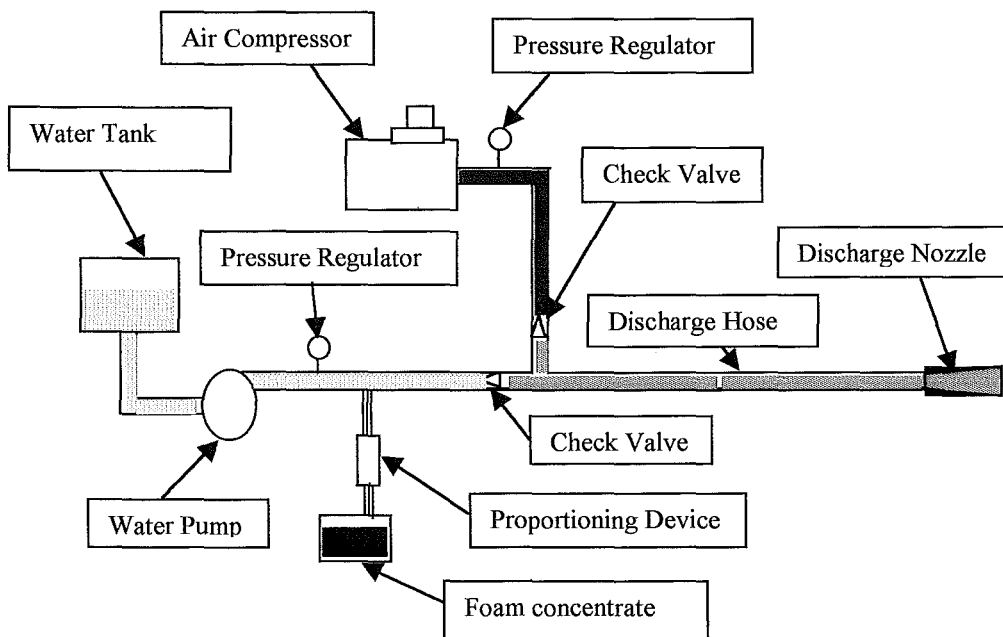 Air Compressor
Pressure Regulator
Water Tank
Check Valve
Pressure Regulator
Discharge Nozzle
Discharge Hose
Check Valve
Water Pump
Proportioning Device
Foam concentrate